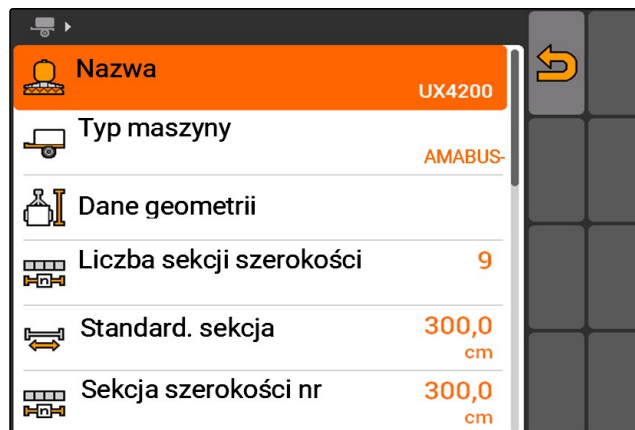 Nazwa
UX4200
Typ maszyny
AMABUS-
Dane geometrii
Liczba sekcji szerokości
9
n
Standard. sekcja
300,0
cm
Sekcja szerokości nr
300,0
n
cm